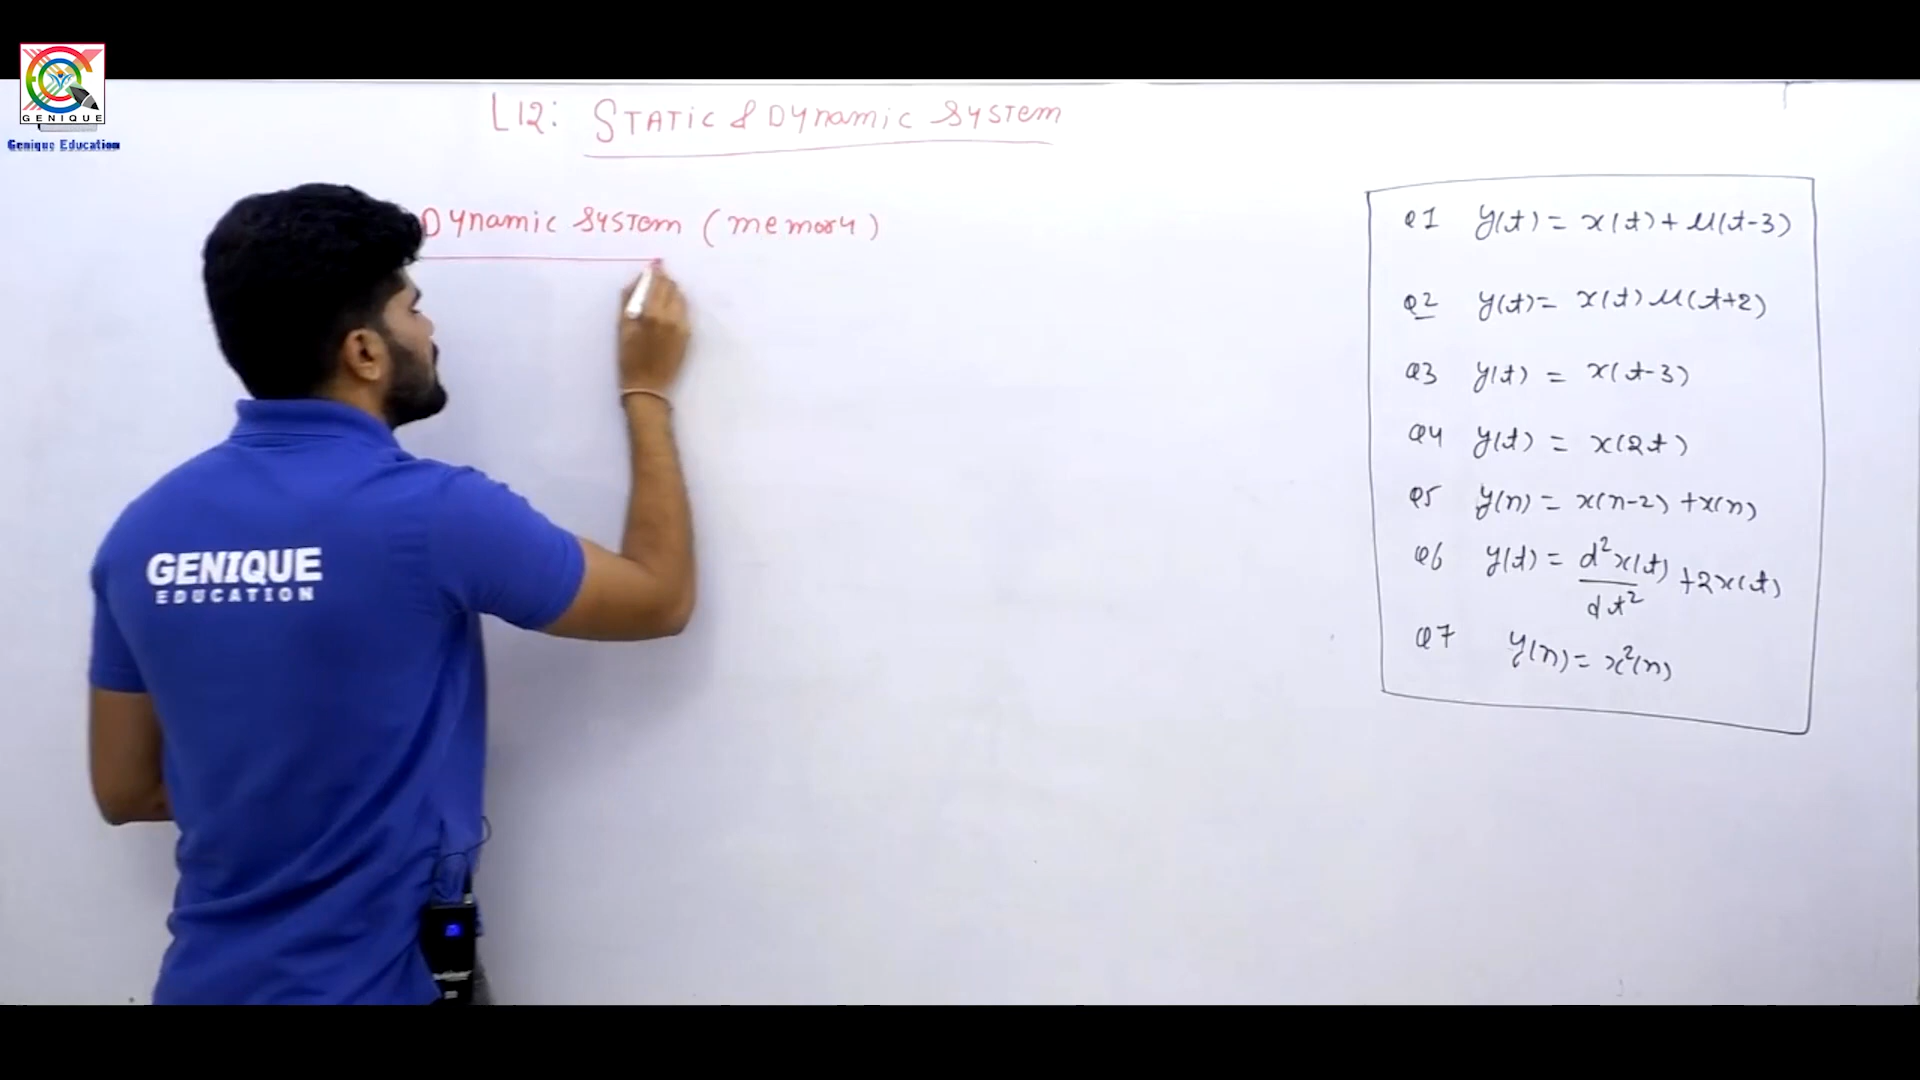 GENIQUE
Genique Education
L12: STATIC & DYNAMIC SYSTEM
DYNAMIC SYSTEM (memory)
GENIQUE
EDUCATION
Q1 y(t) = x(t) + u(t-3)
Q2 y(t) = x(t) u(t+2)
Q3 y(t) = x(t-3)
Q4 y(t) = x(2t)
Q5 y(n) = x(n-2) + x(n)
Q6 y(t) = d²x(t)/dt² + 2x(t)
Q7 y(n) = x²(n)